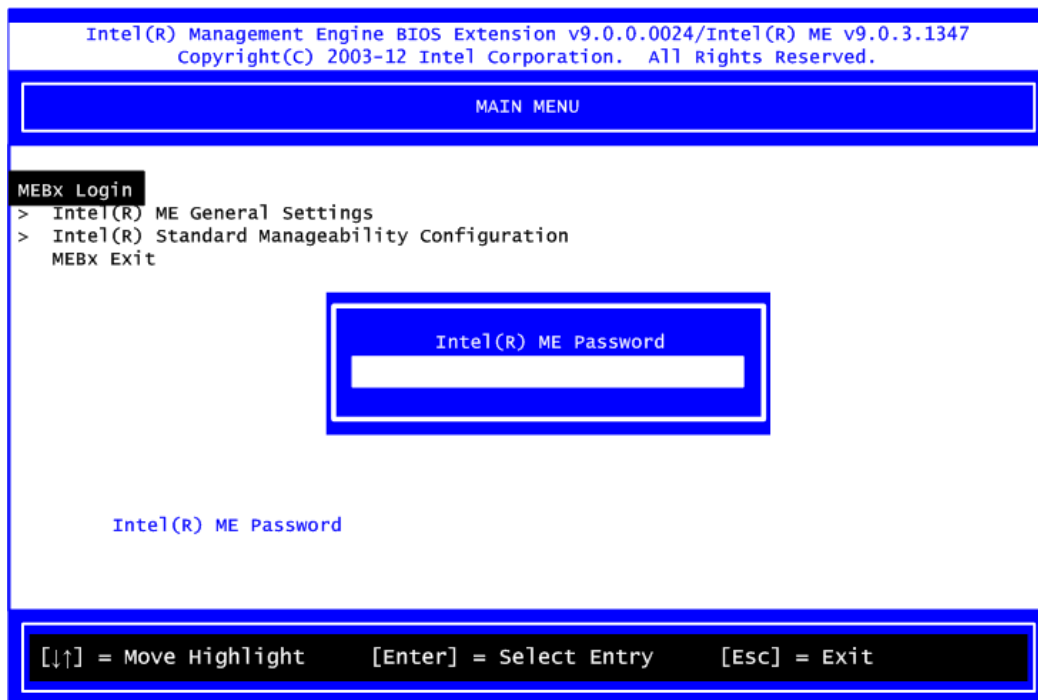 Intel(R) Management Engine BIOS Extension v9.0.0.0024/Intel(R) ME v9.0.3.1347
Copyright(C) 2003-12 Intel Corporation. All Rights Reserved.
MAIN MENU
MEBx Login
> Intel(R) ME General Settings
> Intel(R) Standard Manageability Configuration
MEBx Exit
Intel(R) ME Password
Intel(R) ME Password
[↓↑] = Move Highlight [Enter] = Select Entry [Esc] = Exit